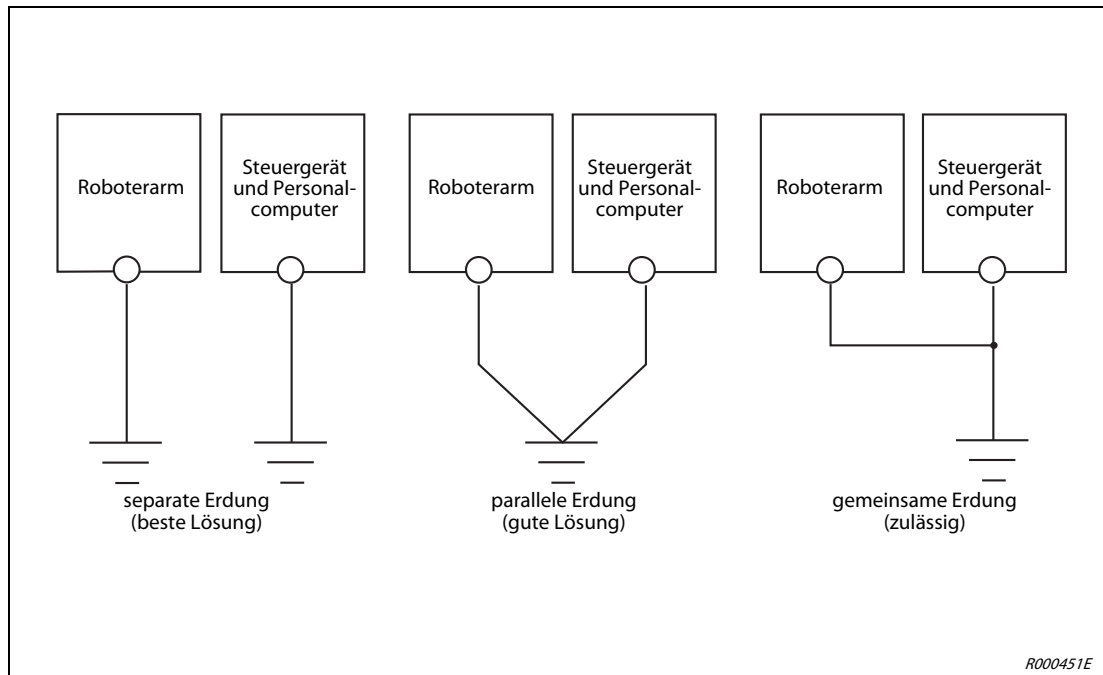 Roboterarm
Steuergerät
und Personal-
computer
Roboterarm
Steuergerät
und Personal-
computer
Roboterarm
Steuergerät
und Personal-
computer
separate Erdung
(beste Lösung)
parallele Erdung
(gute Lösung)
gemeinsame Erdung
(zulässig)
R000451E